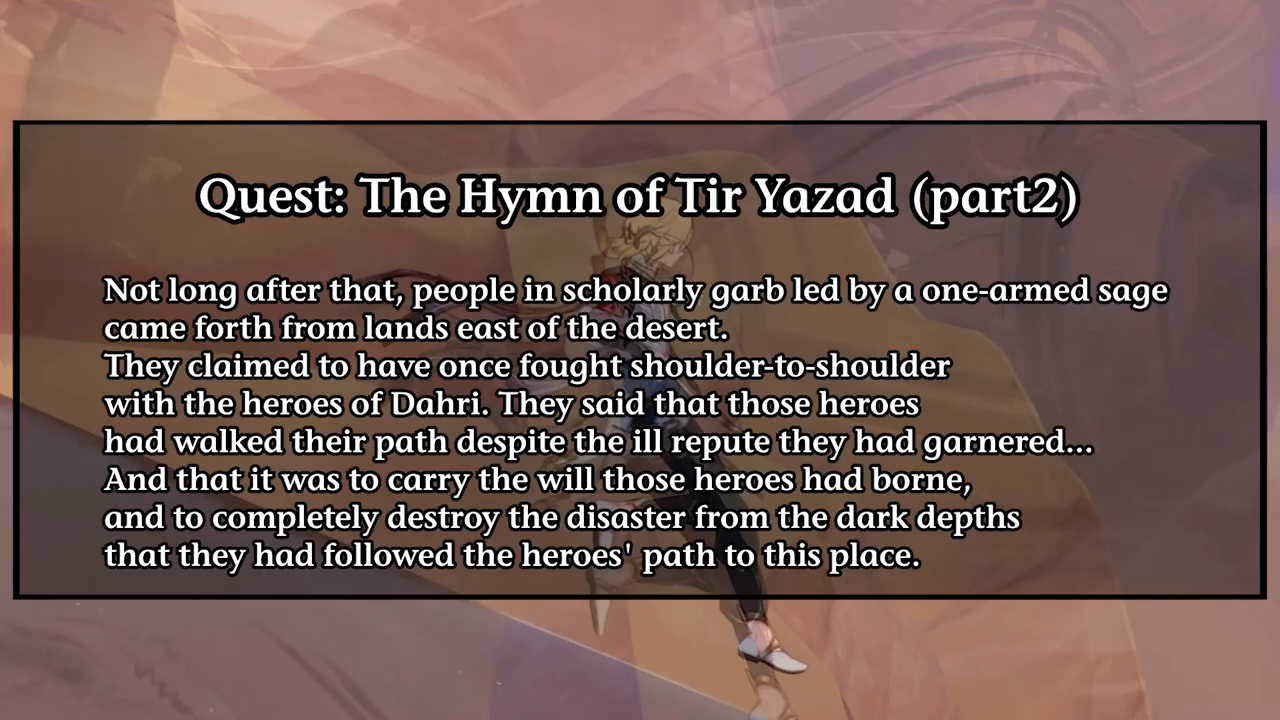 Quest: The Hymn of Tir Yazad (part2)
Not long after that, people in scholarly garb led by a one-armed sage
came forth from lands east of the desert.
They claimed to have once fought shoulder-to-shoulder
with the heroes of Dahri. They said that those heroes
had walked their path despite the ill repute they had garnered...
And that it was to carry the will those heroes had borne,
and to completely destroy the disaster from the dark depths
that they had followed the heroes' path to this place.